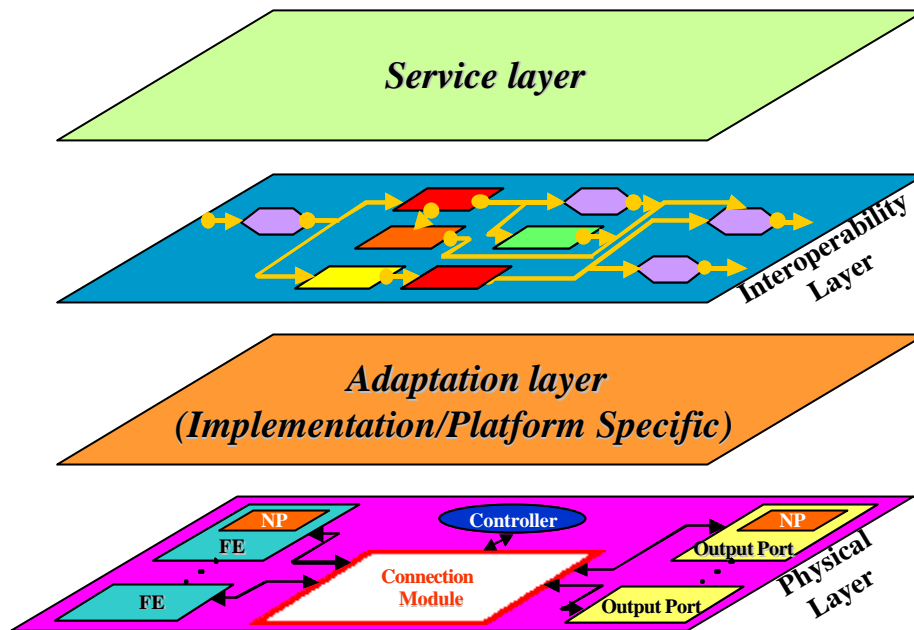 Service layer
Interoperability
Layer
Adaptation layer
(Implementation/Platform Specific)
NP
FE
Controller
NP
Output Port
Connection
Module
FE
Output Port
Physical
Layer